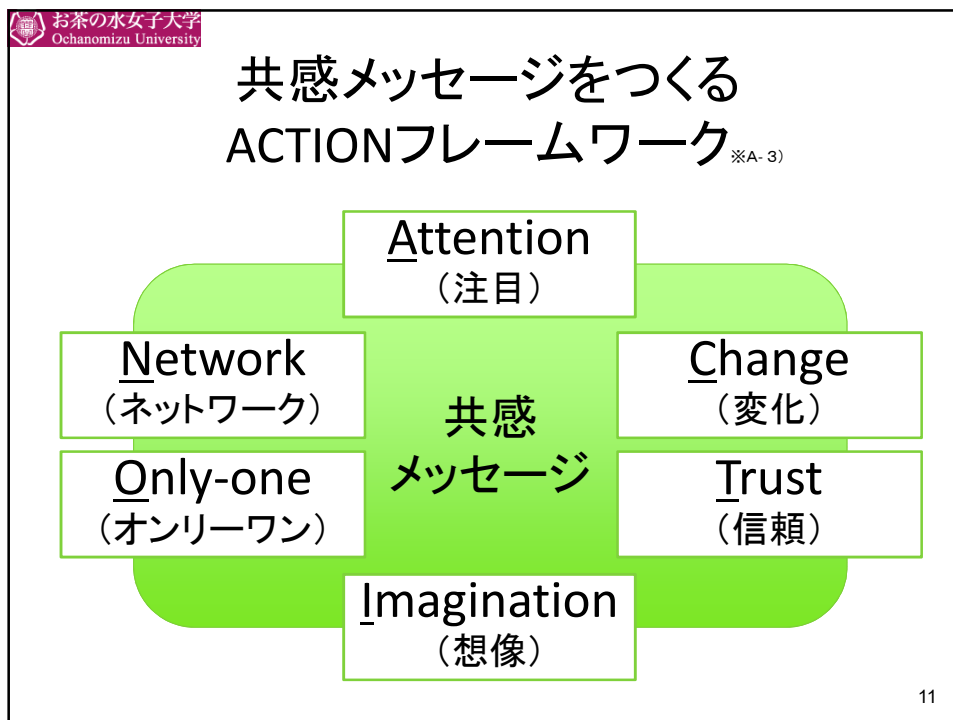 お茶の水女子大学
Ochanomizu University
共感メッセージをつくる
ACTIONフレームワーク※A-3）
Attention
（注目）
Change
（変化）
Trust
（信頼）
Imagination
（想像）
Only-one
（オンリーワン）
Network
（ネットワーク）
共感
メッセージ
11